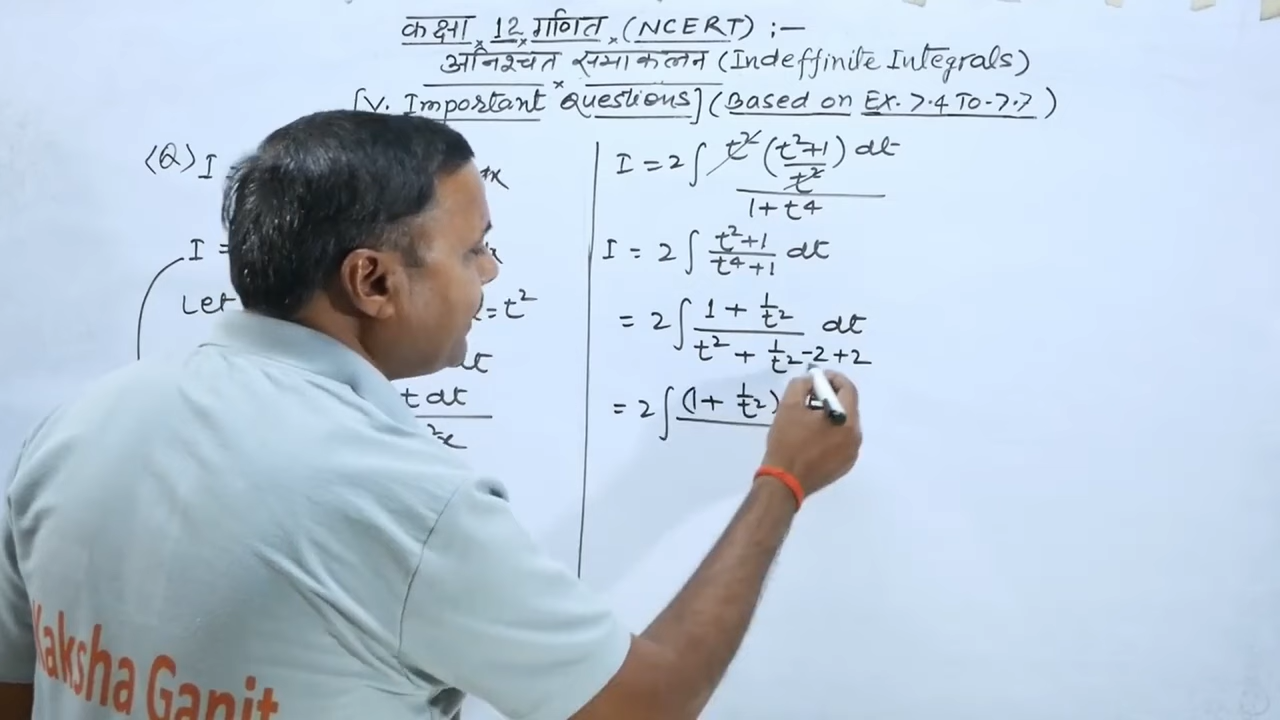 कक्षा 12 गणित (NCERT) :-
अनिश्चत समाकलन (Indeffinite Integrals)
[V. Important Questions] (Based on EX. 7.4 To-7.7)
(Q) I
I =
Let = t²
t dt
I = 2 ∫ t² (t²+1 / t²) dt / 1+t4
I = 2 ∫ t²+1 / t4+1 dt
= 2 ∫ 1 + 1/t² / t² + 1/t² -2 +2 dt
= 2 ∫ (1 + 1/t²)
Kaksha Ganit